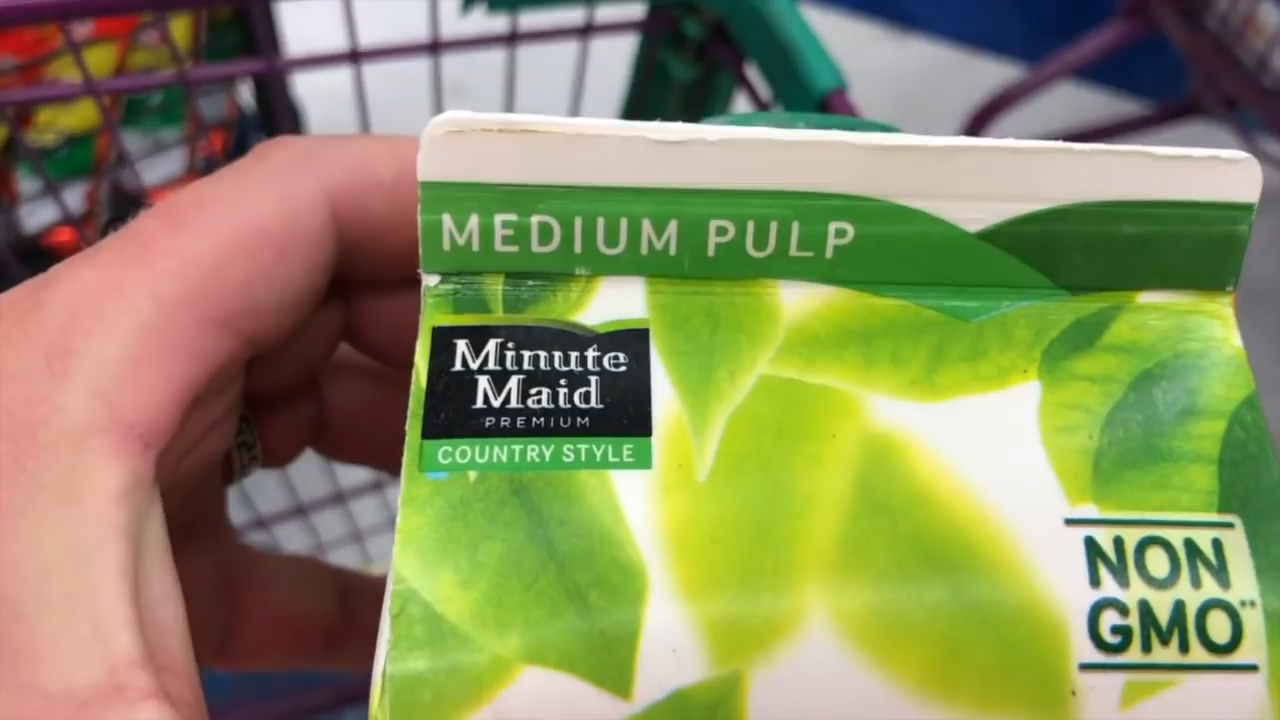 MEDIUM PULP
Minute
Maid
PREMIUM
COUNTRY STYLE
NON
GMO**